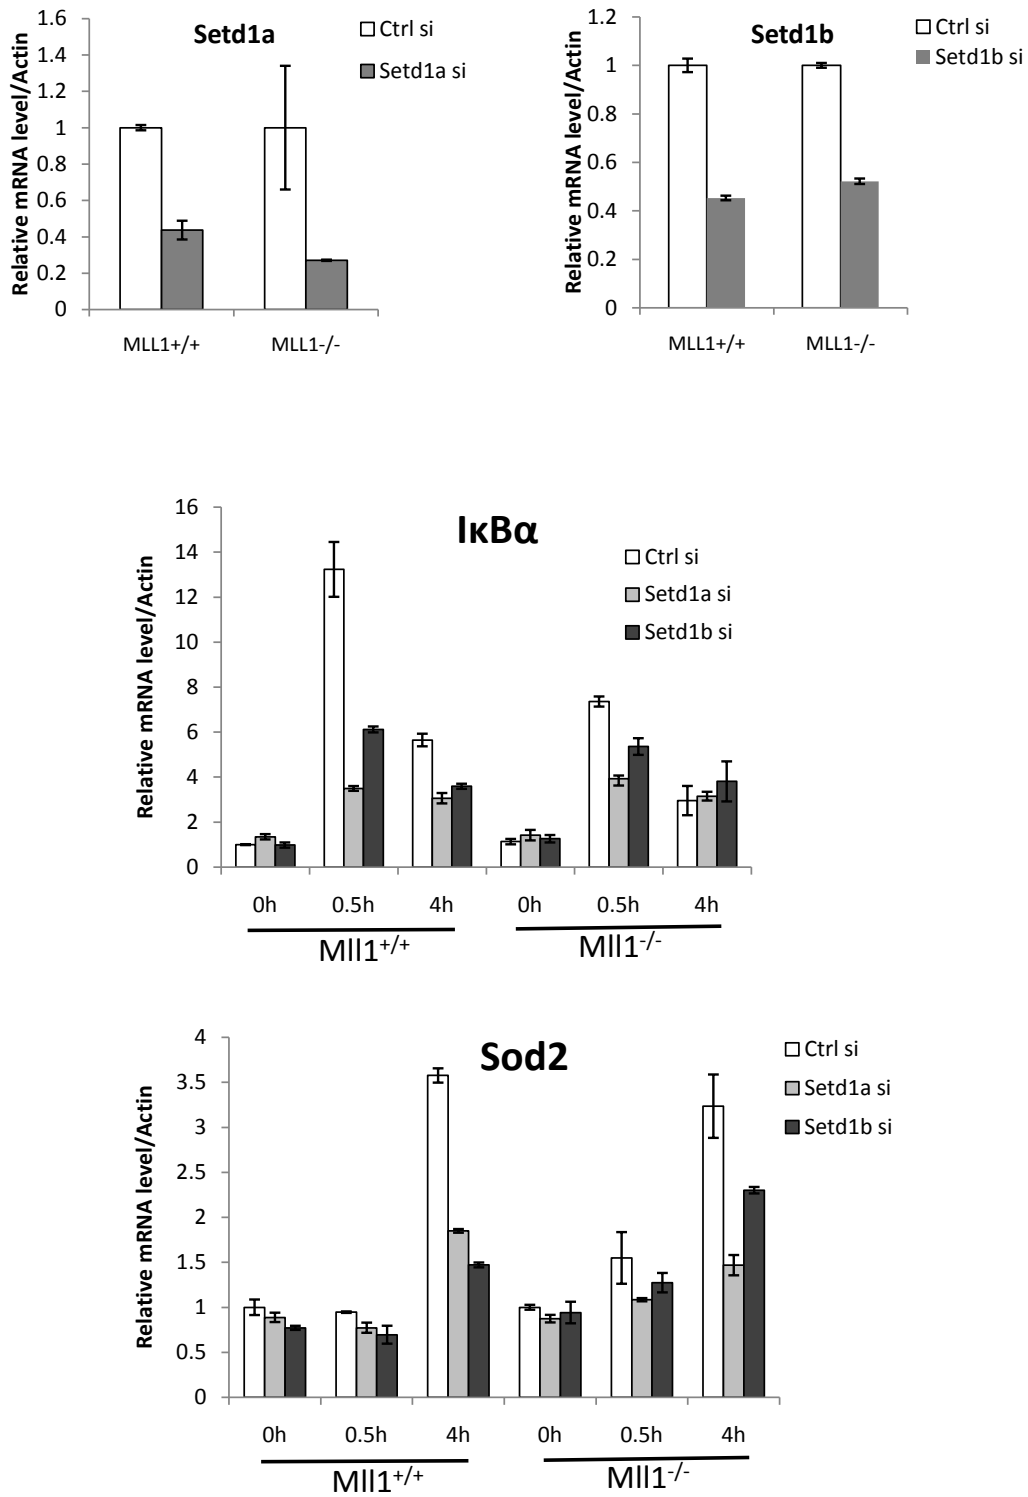 Setd1a
Relative mRNA level/Actin
1.6
1.4
1.2
1
0.8
0.6
0.4
0.2
0
Ctrl si
Setd1a si
MLL1+/+
MLL1-/-
Setd1b
Relative mRNA level/Actin
1.2
1
0.8
0.6
0.4
0.2
0
Ctrl si
Setd1b si
MLL1+/+
MLL1-/-
IκBα
Relative mRNA level/Actin
16
14
12
10
8
6
4
2
0
Ctrl si
Setd1a si
Setd1b si
0h 0.5h 4h 0h 0.5h 4h
Mll1+/+ Mll1-/-
Sod2
Relative mRNA level/Actin
4
3.5
3
2.5
2
1.5
1
0.5
0
Ctrl si
Setd1a si
Setd1b si
0h 0.5h 4h 0h 0.5h 4h
Mll1+/+ Mll1-/-